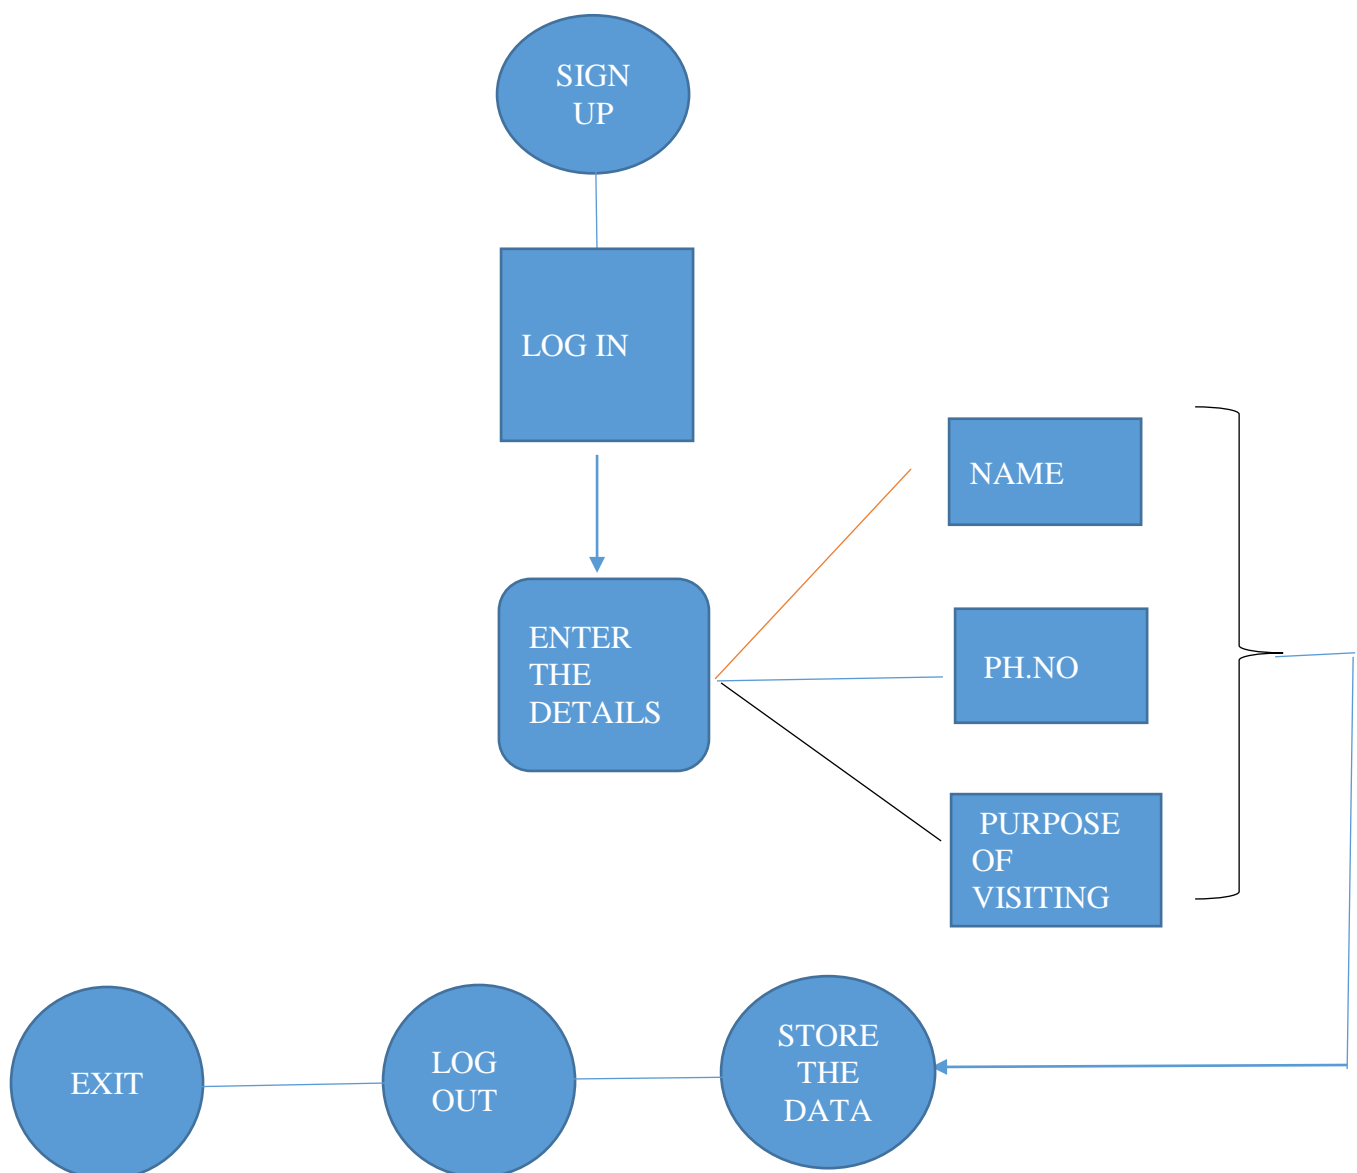 SIGN
UP
LOG IN
NAME
ENTER
THE
DETAILS
PH.NO
PURPOSE
OF
VISITING
STORE
THE
DATA
LOG
OUT
EXIT